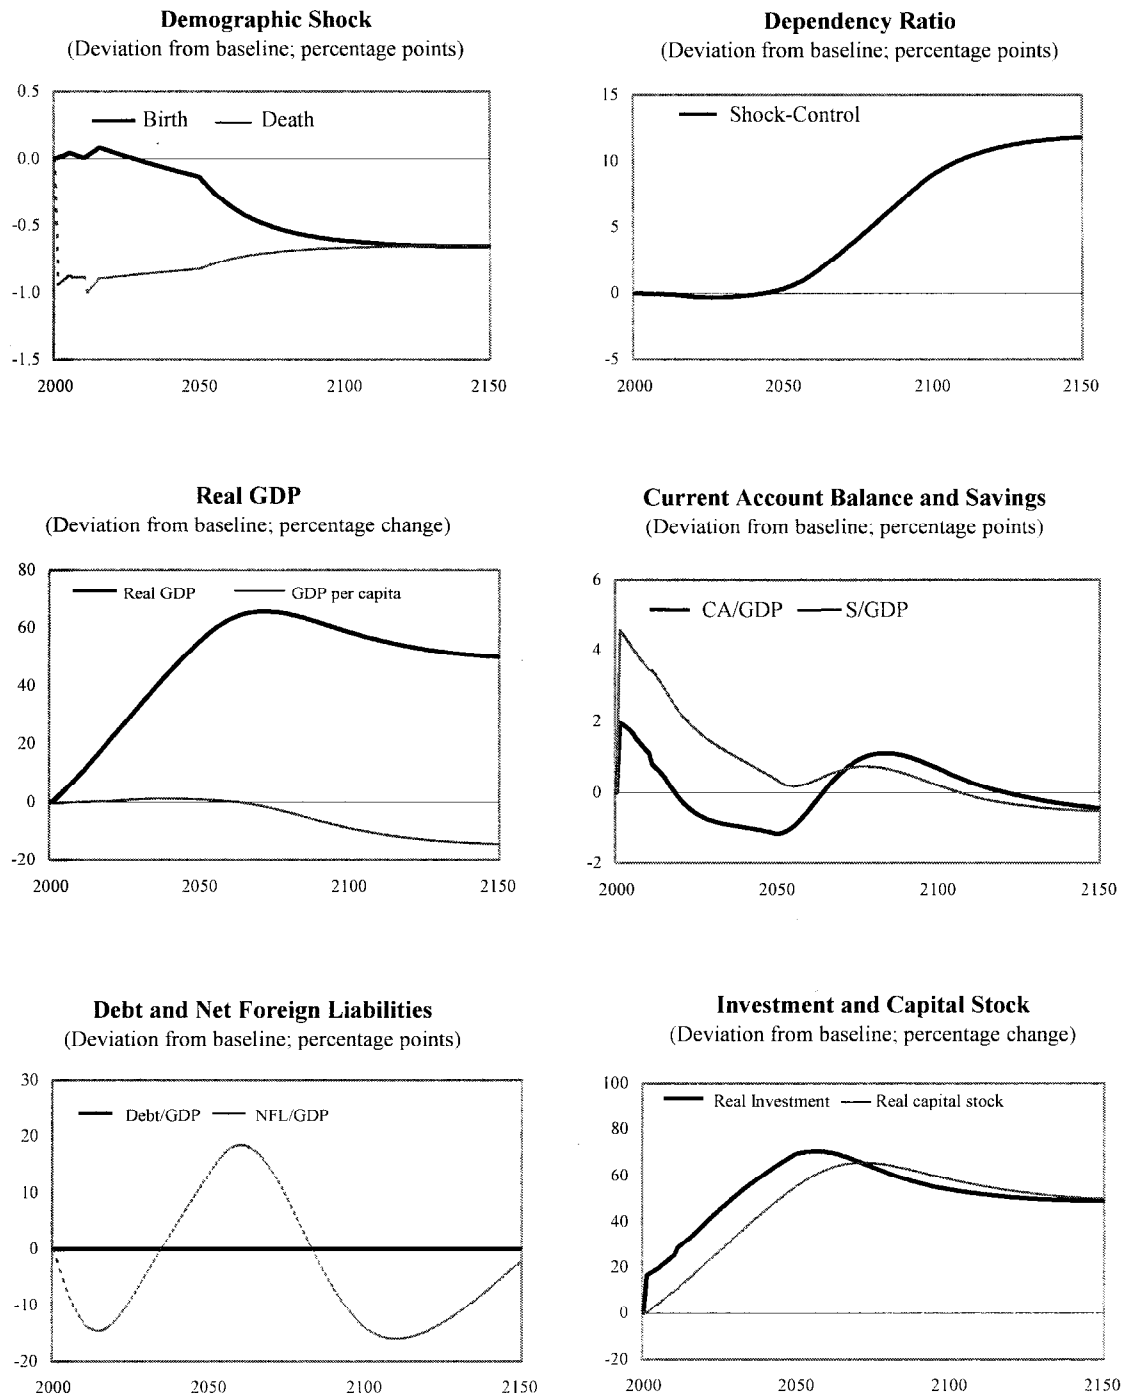 Demographic Shock
(Deviation from baseline; percentage points)
0.5
Birth Death
0.0
-0.5
-1.0
-1.5
2000 2050 2100 2150
Dependency Ratio
(Deviation from baseline; percentage points)
15
Shock-Control
10
5
0
-5
2000 2050 2100 2150
Real GDP
(Deviation from baseline; percentage change)
80
Real GDP GDP per capita
60
40
20
0
-20
2000 2050 2100 2150
Current Account Balance and Savings
(Deviation from baseline; percentage points)
6
CA/GDP S/GDP
4
2
0
-2
2000 2050 2100 2150
Debt and Net Foreign Liabilities
(Deviation from baseline; percentage points)
30
Debt/GDP NFL/GDP
20
10
0
-10
-20
2000 2050 2100 2150
Investment and Capital Stock
(Deviation from baseline; percentage change)
100
Real Investment Real capital stock
80
60
40
20
0
-20
2000 2050 2100 2150